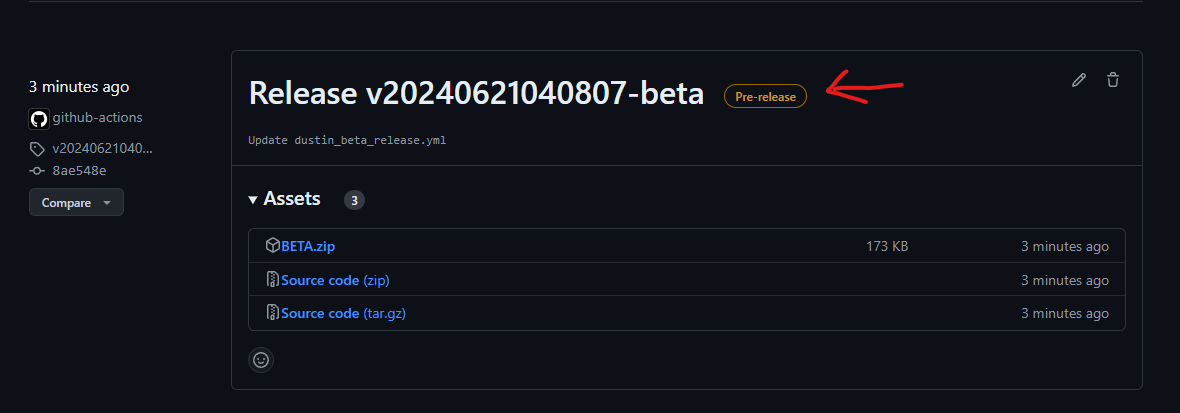 3 minutes ago
github-actions
v20240621040...
8ae548e
Compare
Release v20240621040807-beta Pre-release
Update dustin_beta_release.yml
Assets 3
BETA.zip 173 KB 3 minutes ago
Source code (zip) 3 minutes ago
Source code (tar.gz) 3 minutes ago